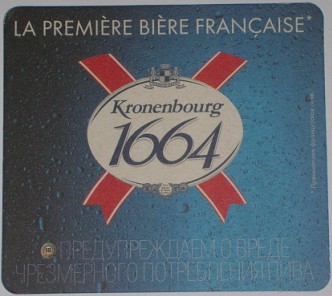 LA PREMIÈRE BIÈRE FRANÇAISE*
Kronenbourg
1664
ПРЕДУПРЕЖДАЕМ О ВРЕДЕ
ЧРЕЗМЕРНОГО ПОТРЕБЛЕНИЯ ПИВА